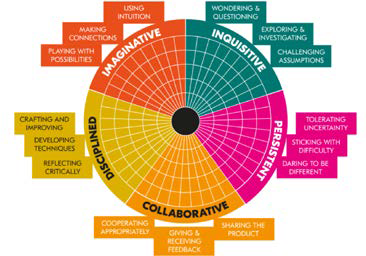 USING
INTUITION
MAKING
CONNECTIONS
PLAYING WITH
POSSIBILITIES
IMAGINATIVE
WONDERING &
QUESTIONING
EXPLORING &
INVESTIGATING
CHALLENGING
ASSUMPTIONS
INQUISITIVE
TOLERATING
UNCERTAINTY
STICKING WITH
DIFFICULTY
DARING TO BE
DIFFERENT
PERSISTENT
SHARING THE
PRODUCT
GIVING &
RECEIVING
FEEDBACK
COOPERATING
APPROPRIATELY
COLLABORATIVE
CRAFTING AND
IMPROVING
DEVELOPING
TECHNIQUES
REFLECTING
CRITICALLY
DISCIPLINED